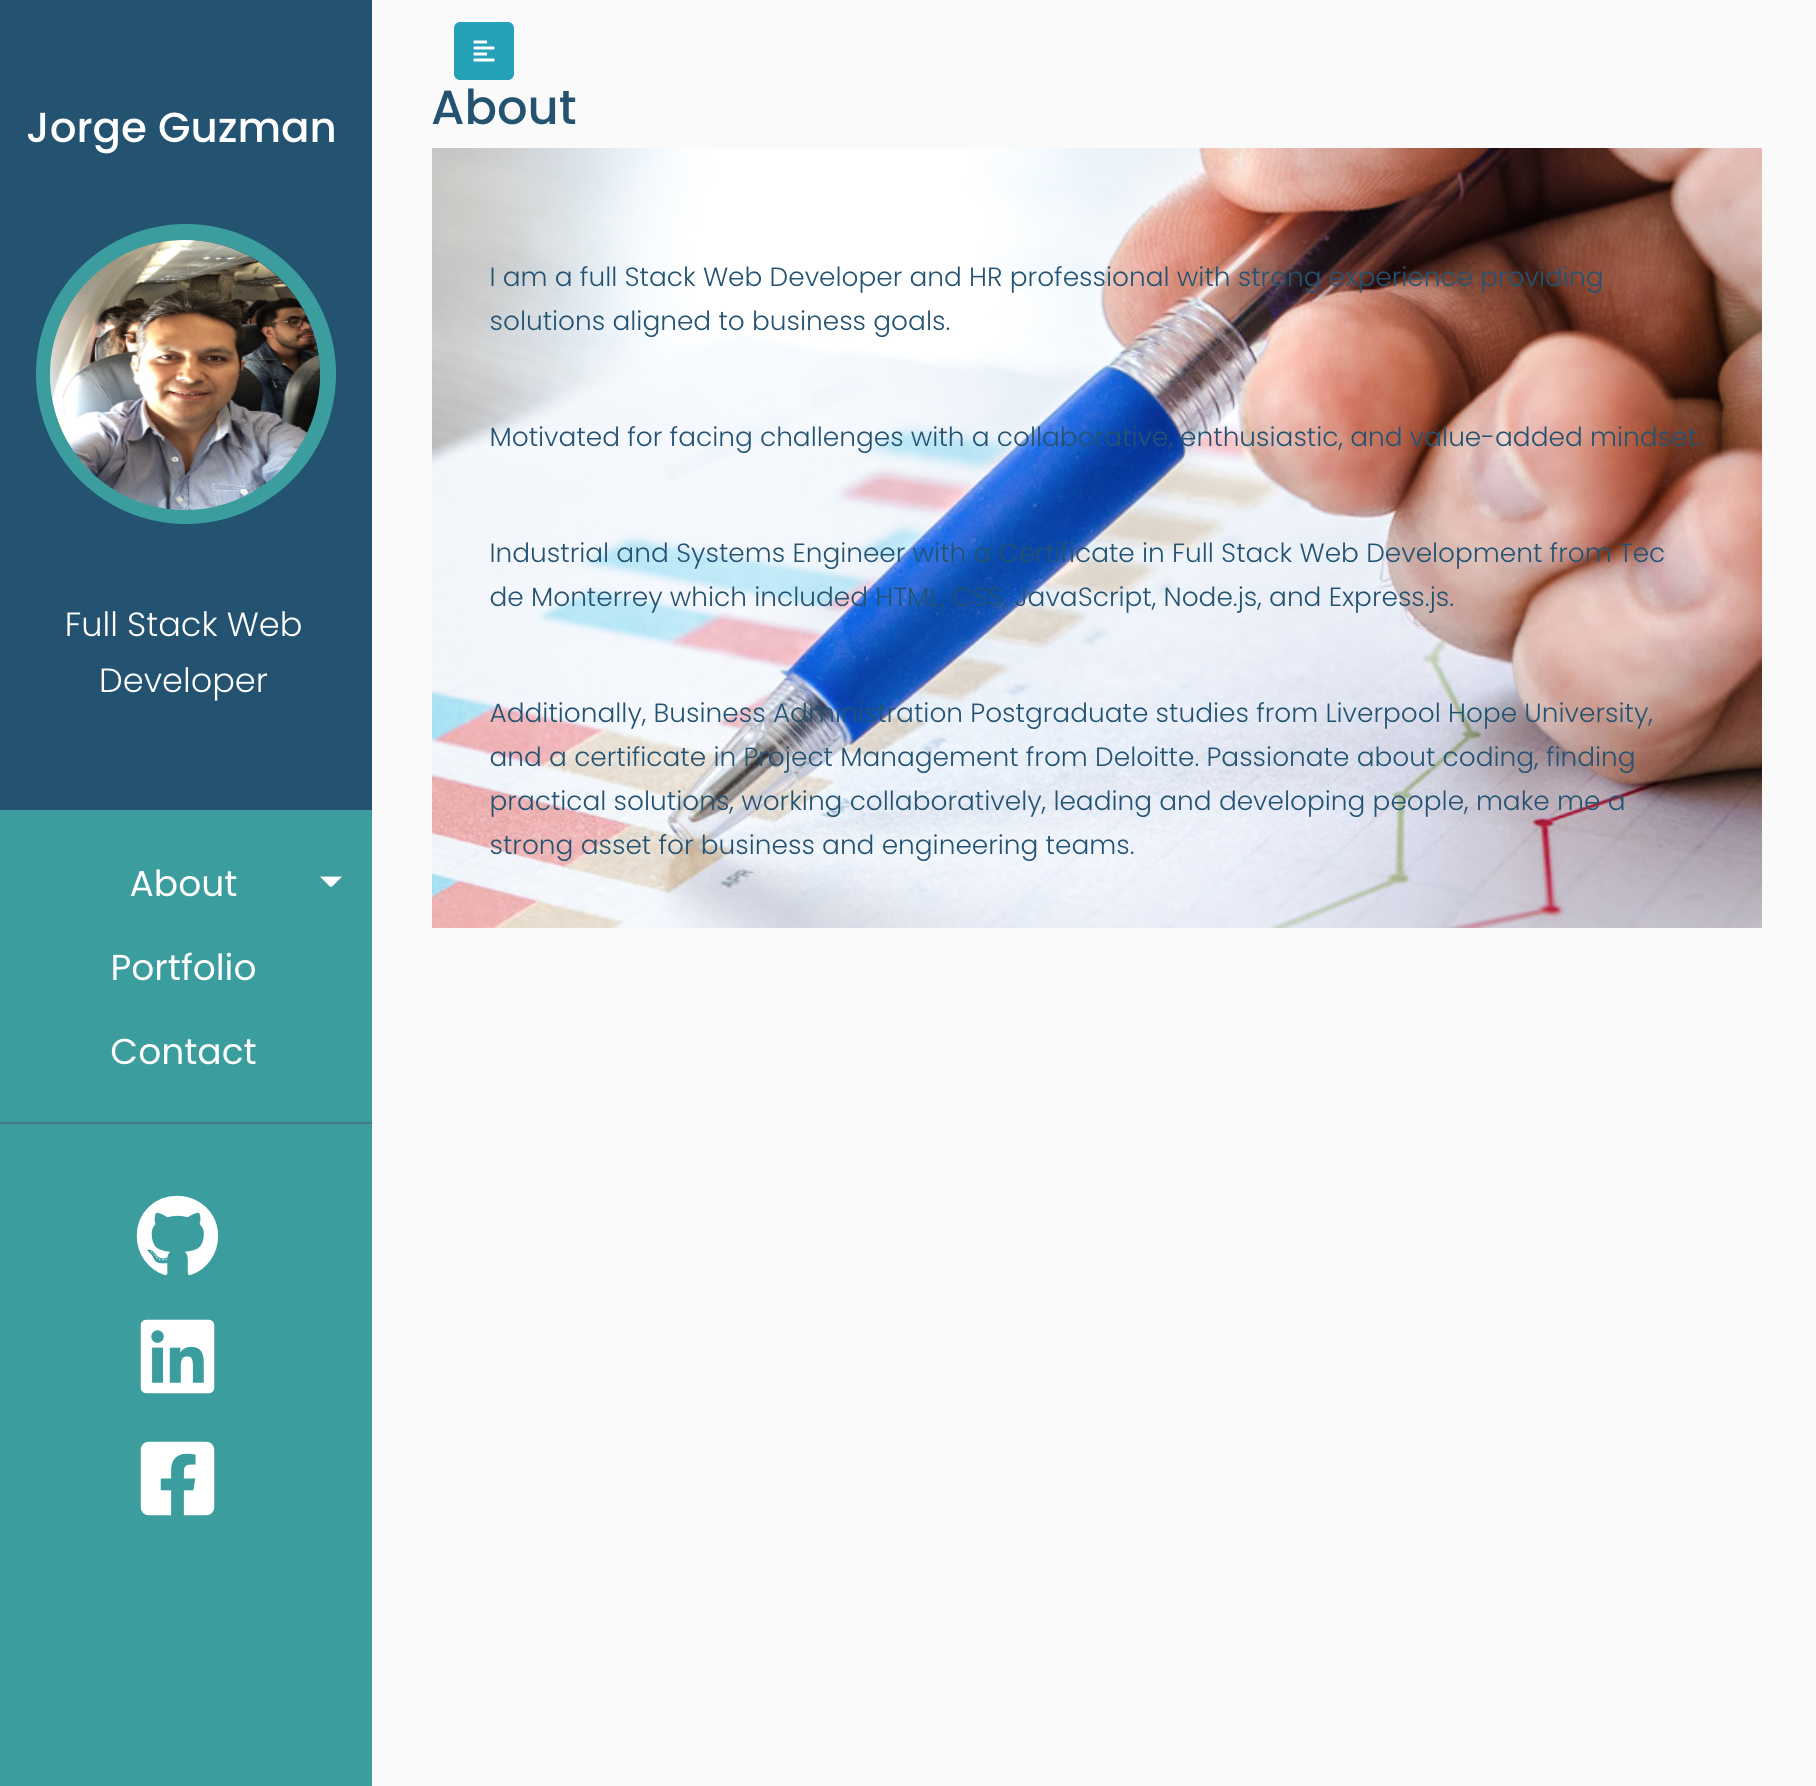 Jorge Guzman
Full Stack Web
Developer
About
Portfolio
Contact
in
About
I am a full Stack Web Developer and HR professional with strong experience providing
solutions aligned to business goals.
Motivated for facing challenges with a collaborative, enthusiastic, and value-added mindset.
Industrial and Systems Engineer with a Certificate in Full Stack Web Development from Tec
de Monterrey which included HTML, CSS, JavaScript, Node.js, and Express.js.
Additionally, Business Administration Postgraduate studies from Liverpool Hope University,
and a certificate in Project Management from Deloitte. Passionate about coding, finding
practical solutions, working collaboratively, leading and developing people, make me a
strong asset for business and engineering teams.
APR